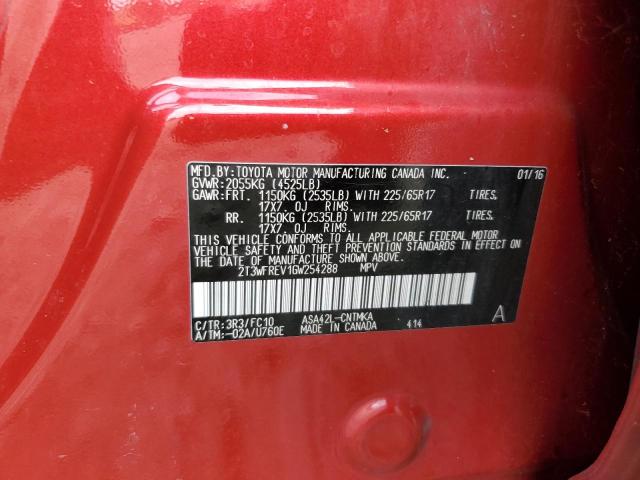 MFD.BY:TOYOTA MOTOR MANUFACTURING CANADA INC. 01/16
GVWR:2055KG (4525LB)
GAWR:FRT. 1150KG (2535LB) WITH 225/65R17 TIRES.
17X7. 0J RIMS.
RR. 1150KG (2535LB) WITH 225/65R17 TIRES.
17X7. 0J RIMS.
THIS VEHICLE CONFORMS TO ALL APPLICABLE FEDERAL MOTOR
VEHICLE SAFETY AND THEFT PREVENTION STANDARDS IN EFFECT
ON THE DATE OF MANUFACTURE SHOWN ABOVE.
2T3WFREV1GW254288 MPV
C/TR:3R3/FC10 ASA42L-CNTMKA
A/TM:-02A/U760E MADE IN CANADA 414 A